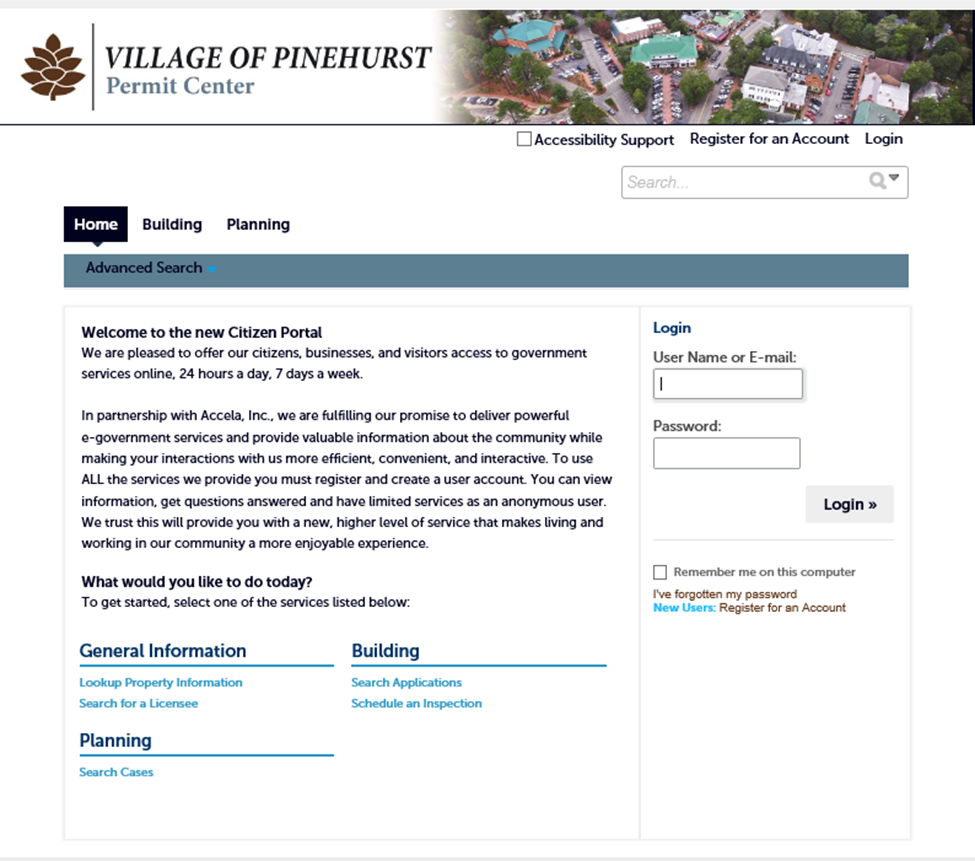 VILLAGE OF PINEHURST
Permit Center
Accessibility Support Register for an Account Login
Search...
Home Building Planning
Advanced Search
Welcome to the new Citizen Portal
We are pleased to offer our citizens, businesses, and visitors access to government
services online, 24 hours a day, 7 days a week.
In partnership with Accela, Inc., we are fulfilling our promise to deliver powerful
e-government services and provide valuable information about the community while
making your interactions with us more efficient, convenient, and interactive. To use
ALL the services we provide you must register and create a user account. You can view
information, get questions answered and have limited services as an anonymous user.
We trust this will provide you with a new, higher level of service that makes living and
working in our community a more enjoyable experience.
What would you like to do today?
To get started, select one of the services listed below:
General Information
Lookup Property Information
Search for a Licensee
Building
Search Applications
Schedule an Inspection
Planning
Search Cases
Login
User Name or E-mail:
Password:
Login »
Remember me on this computer
I've forgotten my password
New Users: Register for an Account